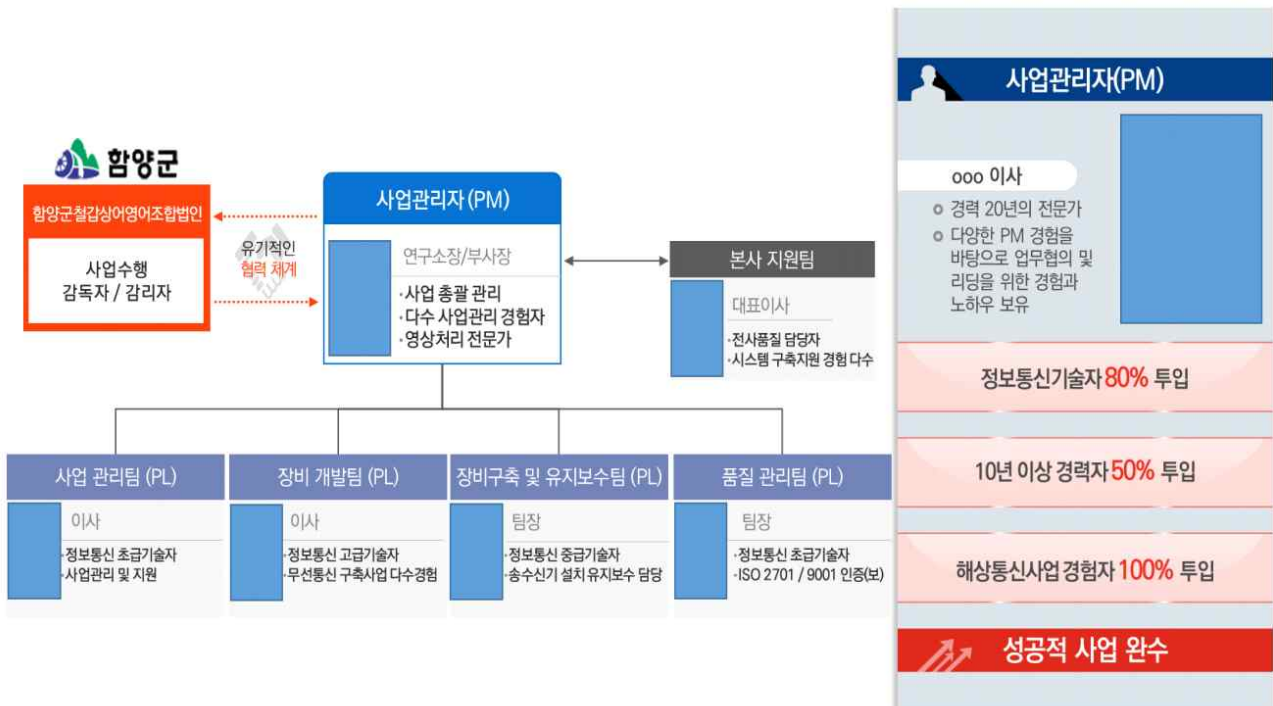 함양군
함양군철갑상어영어조합법인
사업수행
감독자 / 감리자
유기적인
협력 체계
사업관리자(PM)
연구소장/부사장
·사업 총괄 관리
·다수 사업관리 경험자
·영상처리 전문가
본사 지원팀
대표이사
·전사품질 담당자
·시스템 구축지원 경험 다수
사업 관리팀 (PL)
이사
·정보통신 초급기술자
·사업관리 및 지원
장비 개발팀 (PL)
이사
·정보통신 고급기술자
·무선통신 구축사업 다수경험
장비구축 및 유지보수팀 (PL)
팀장
·정보통신 중급기술자
·송수신기 설치 유지보수 담당
품질 관리팀 (PL)
팀장
·정보통신 초급기술자
·ISO 2701 / 9001 인증(보)
사업관리자(PM)
ooo 이사
경력 20년의 전문가
다양한 PM 경험을
바탕으로 업무협의 및
리딩을 위한 경험과
노하우 보유
정보통신기술자 80% 투입
10년 이상 경력자 50% 투입
해상통신사업 경험자 100% 투입
성공적 사업 완수